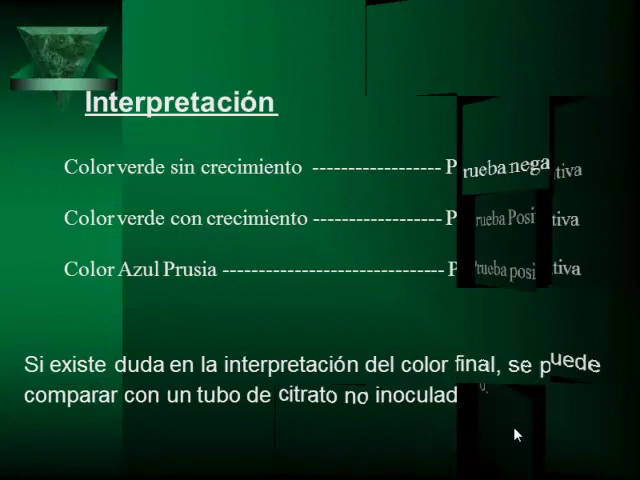 Interpretación
Color verde sin crecimiento ------------------ Prueba negativa
Color verde con crecimiento ------------------ Prueba Positiva
Color Azul Prusia ------------------------------- Prueba positiva
Si existe duda en la interpretación del color final, se puede
comparar con un tubo de citrato no inoculado.